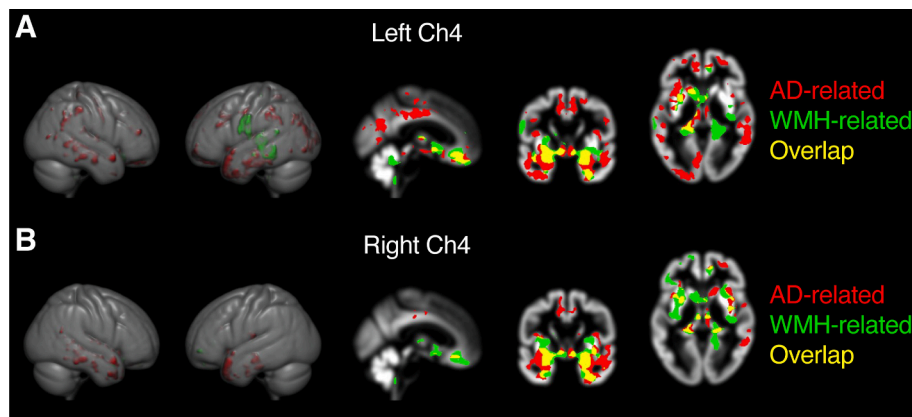 A
Left Ch4
AD-related
WMH-related
Overlap
B
Right Ch4
AD-related
WMH-related
Overlap